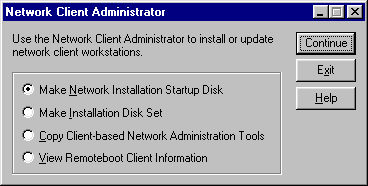 Network Client Administrator
Use the Network Client Administrator to install or update
network client workstations.
Continue
Exit
Help
Make Network Installation Startup Disk
Make Installation Disk Set
Copy Client-based Network Administration Tools
View Remoteboot Client Information